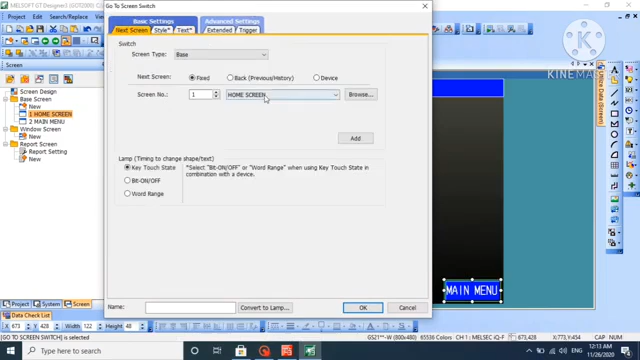 MELSOFT GT Designer3 (GOT2000)
Go To Screen Switch
Project Edit Search/Replace View
Basic Settings Advanced Settings
Next Screen Style* Text* Extended Trigger
Switch
Screen Type: Base
Next Screen: Fixed Back (Previous/History) Device
Screen No.: 1 HOME SCREEN Browse...
Add
Lamp (Timing to change shape/text)
Key Touch State
Bit-ON/OFF
Word Range
*Select "Bit-ON/OFF" or "Word Range" when using Key Touch State in
combination with a device.
Name: Convert to Lamp... OK Cancel
Screen Design
Base Screen
New
1 HOME SCREEN
2 MAIN MENU
Window Screen
New
Report Screen
Report Setting
New
Project System Screen
Data Check List
X 673 Y 428 Width 122 Height 48
[GO TO SCREEN SWITCH] is selected
KINEM
MAIN MENU
GS21**-W (800x480) 65536 Colors CH1: MELSEC iQ-F 673,428 X:773,Y:454 CAP NUM
Type here to search
ENG
12:13 AM
11/26/2020